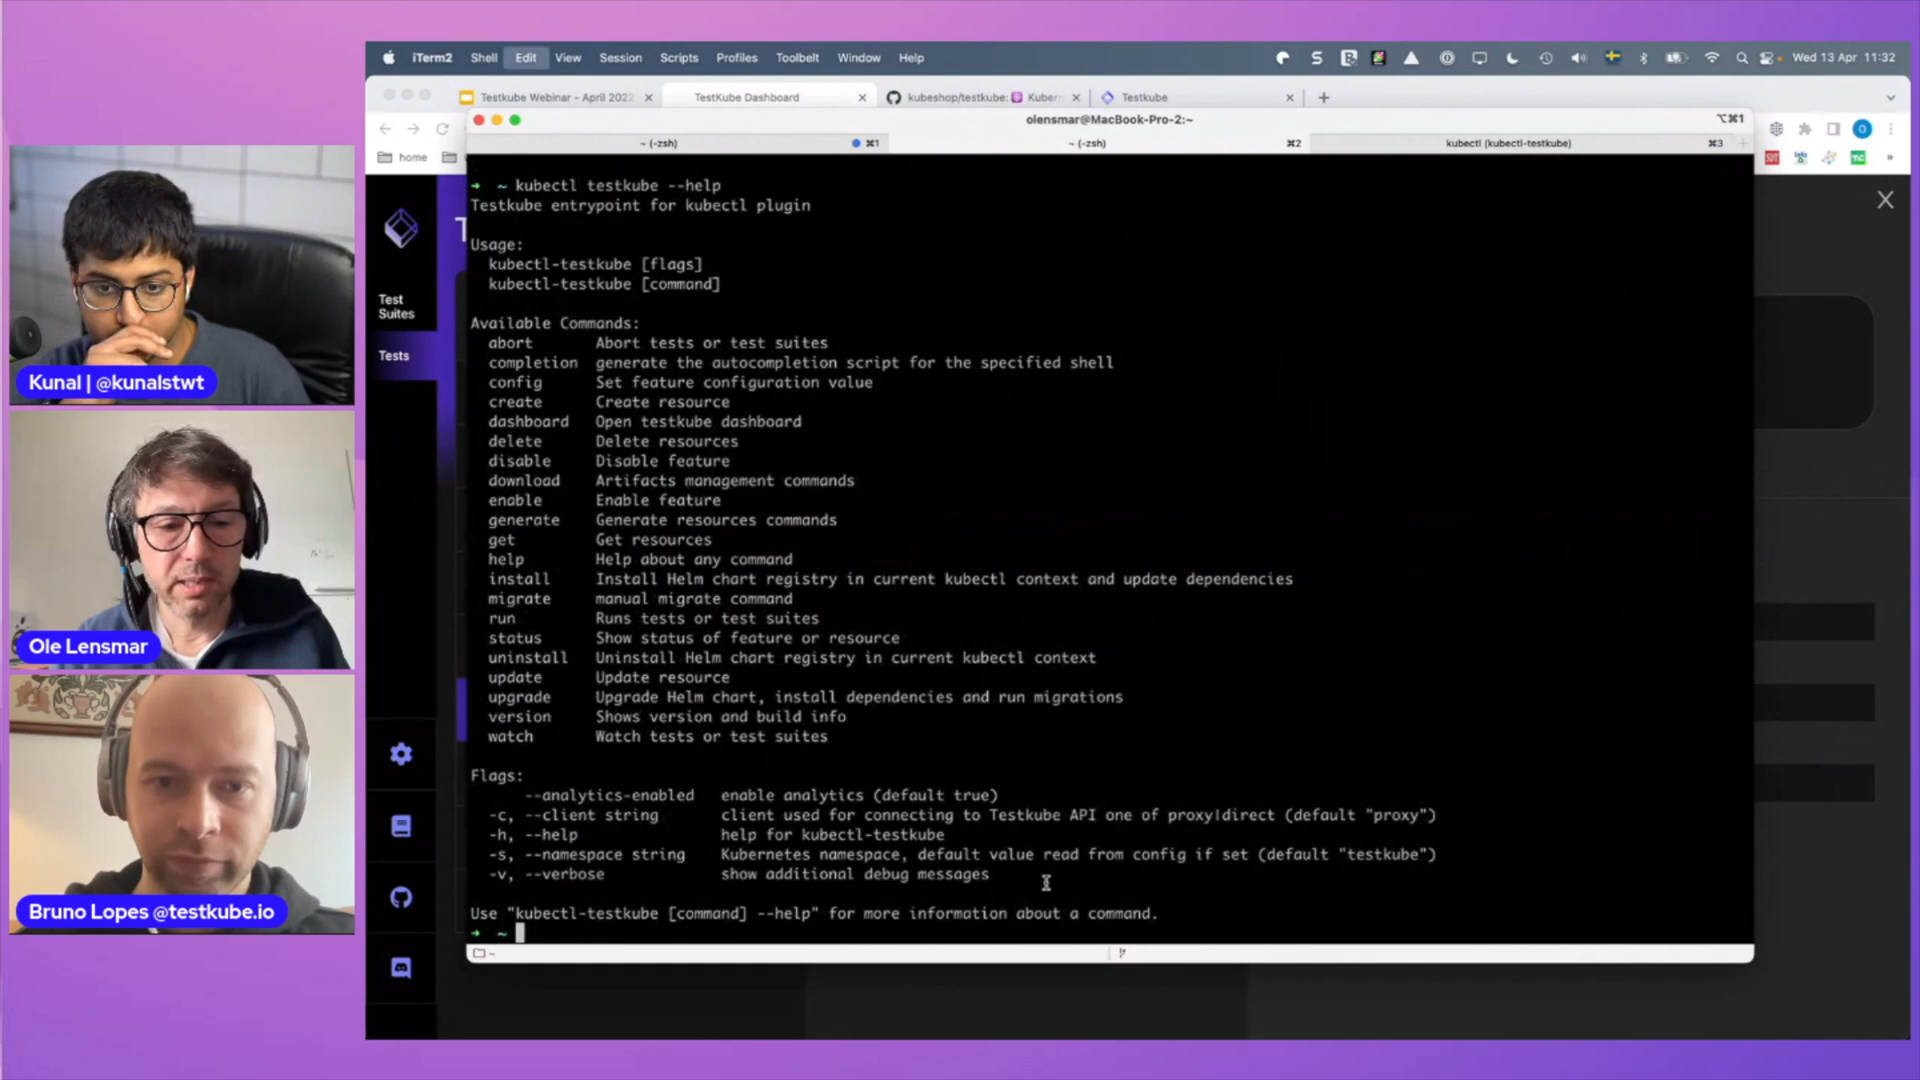 iTerm2 Shell Edit View Session Scripts Profiles Toolbelt Window Help Wed 13 Apr 11:32
Testkube Webinar - April 2022 TestKube Dashboard kubeshop/testkube: Kuber Testkube
olensmar@MacBook-Pro-2:~ ⌥⌘1
~ (-zsh) ⌘1 ~ (-zsh) ⌘2 kubectl (kubectl-testkube) ⌘3
home
→ ~ kubectl testkube --help
Testkube entrypoint for kubectl plugin
Usage:
kubectl-testkube [flags]
kubectl-testkube [command]
Available Commands:
abort Abort tests or test suites
completion generate the autocompletion script for the specified shell
config Set feature configuration value
create Create resource
dashboard Open testkube dashboard
delete Delete resources
disable Disable feature
download Artifacts management commands
enable Enable feature
generate Generate resources commands
get Get resources
help Help about any command
install Install Helm chart registry in current kubectl context and update dependencies
migrate manual migrate command
run Runs tests or test suites
status Show status of feature or resource
uninstall Uninstall Helm chart registry in current kubectl context
update Update resource
upgrade Upgrade Helm chart, install dependencies and run migrations
version Shows version and build info
watch Watch tests or test suites
Flags:
--analytics-enabled enable analytics (default true)
-c, --client string client used for connecting to Testkube API one of proxy|direct (default "proxy")
-h, --help help for kubectl-testkube
-s, --namespace string Kubernetes namespace, default value read from config if set (default "testkube")
-v, --verbose show additional debug messages
Use "kubectl-testkube [command] --help" for more information about a command.
→ ~
~
Test
Suites
Tests
Kunal | @kunalstwt
Ole Lensmar
Bruno Lopes @testkube.io